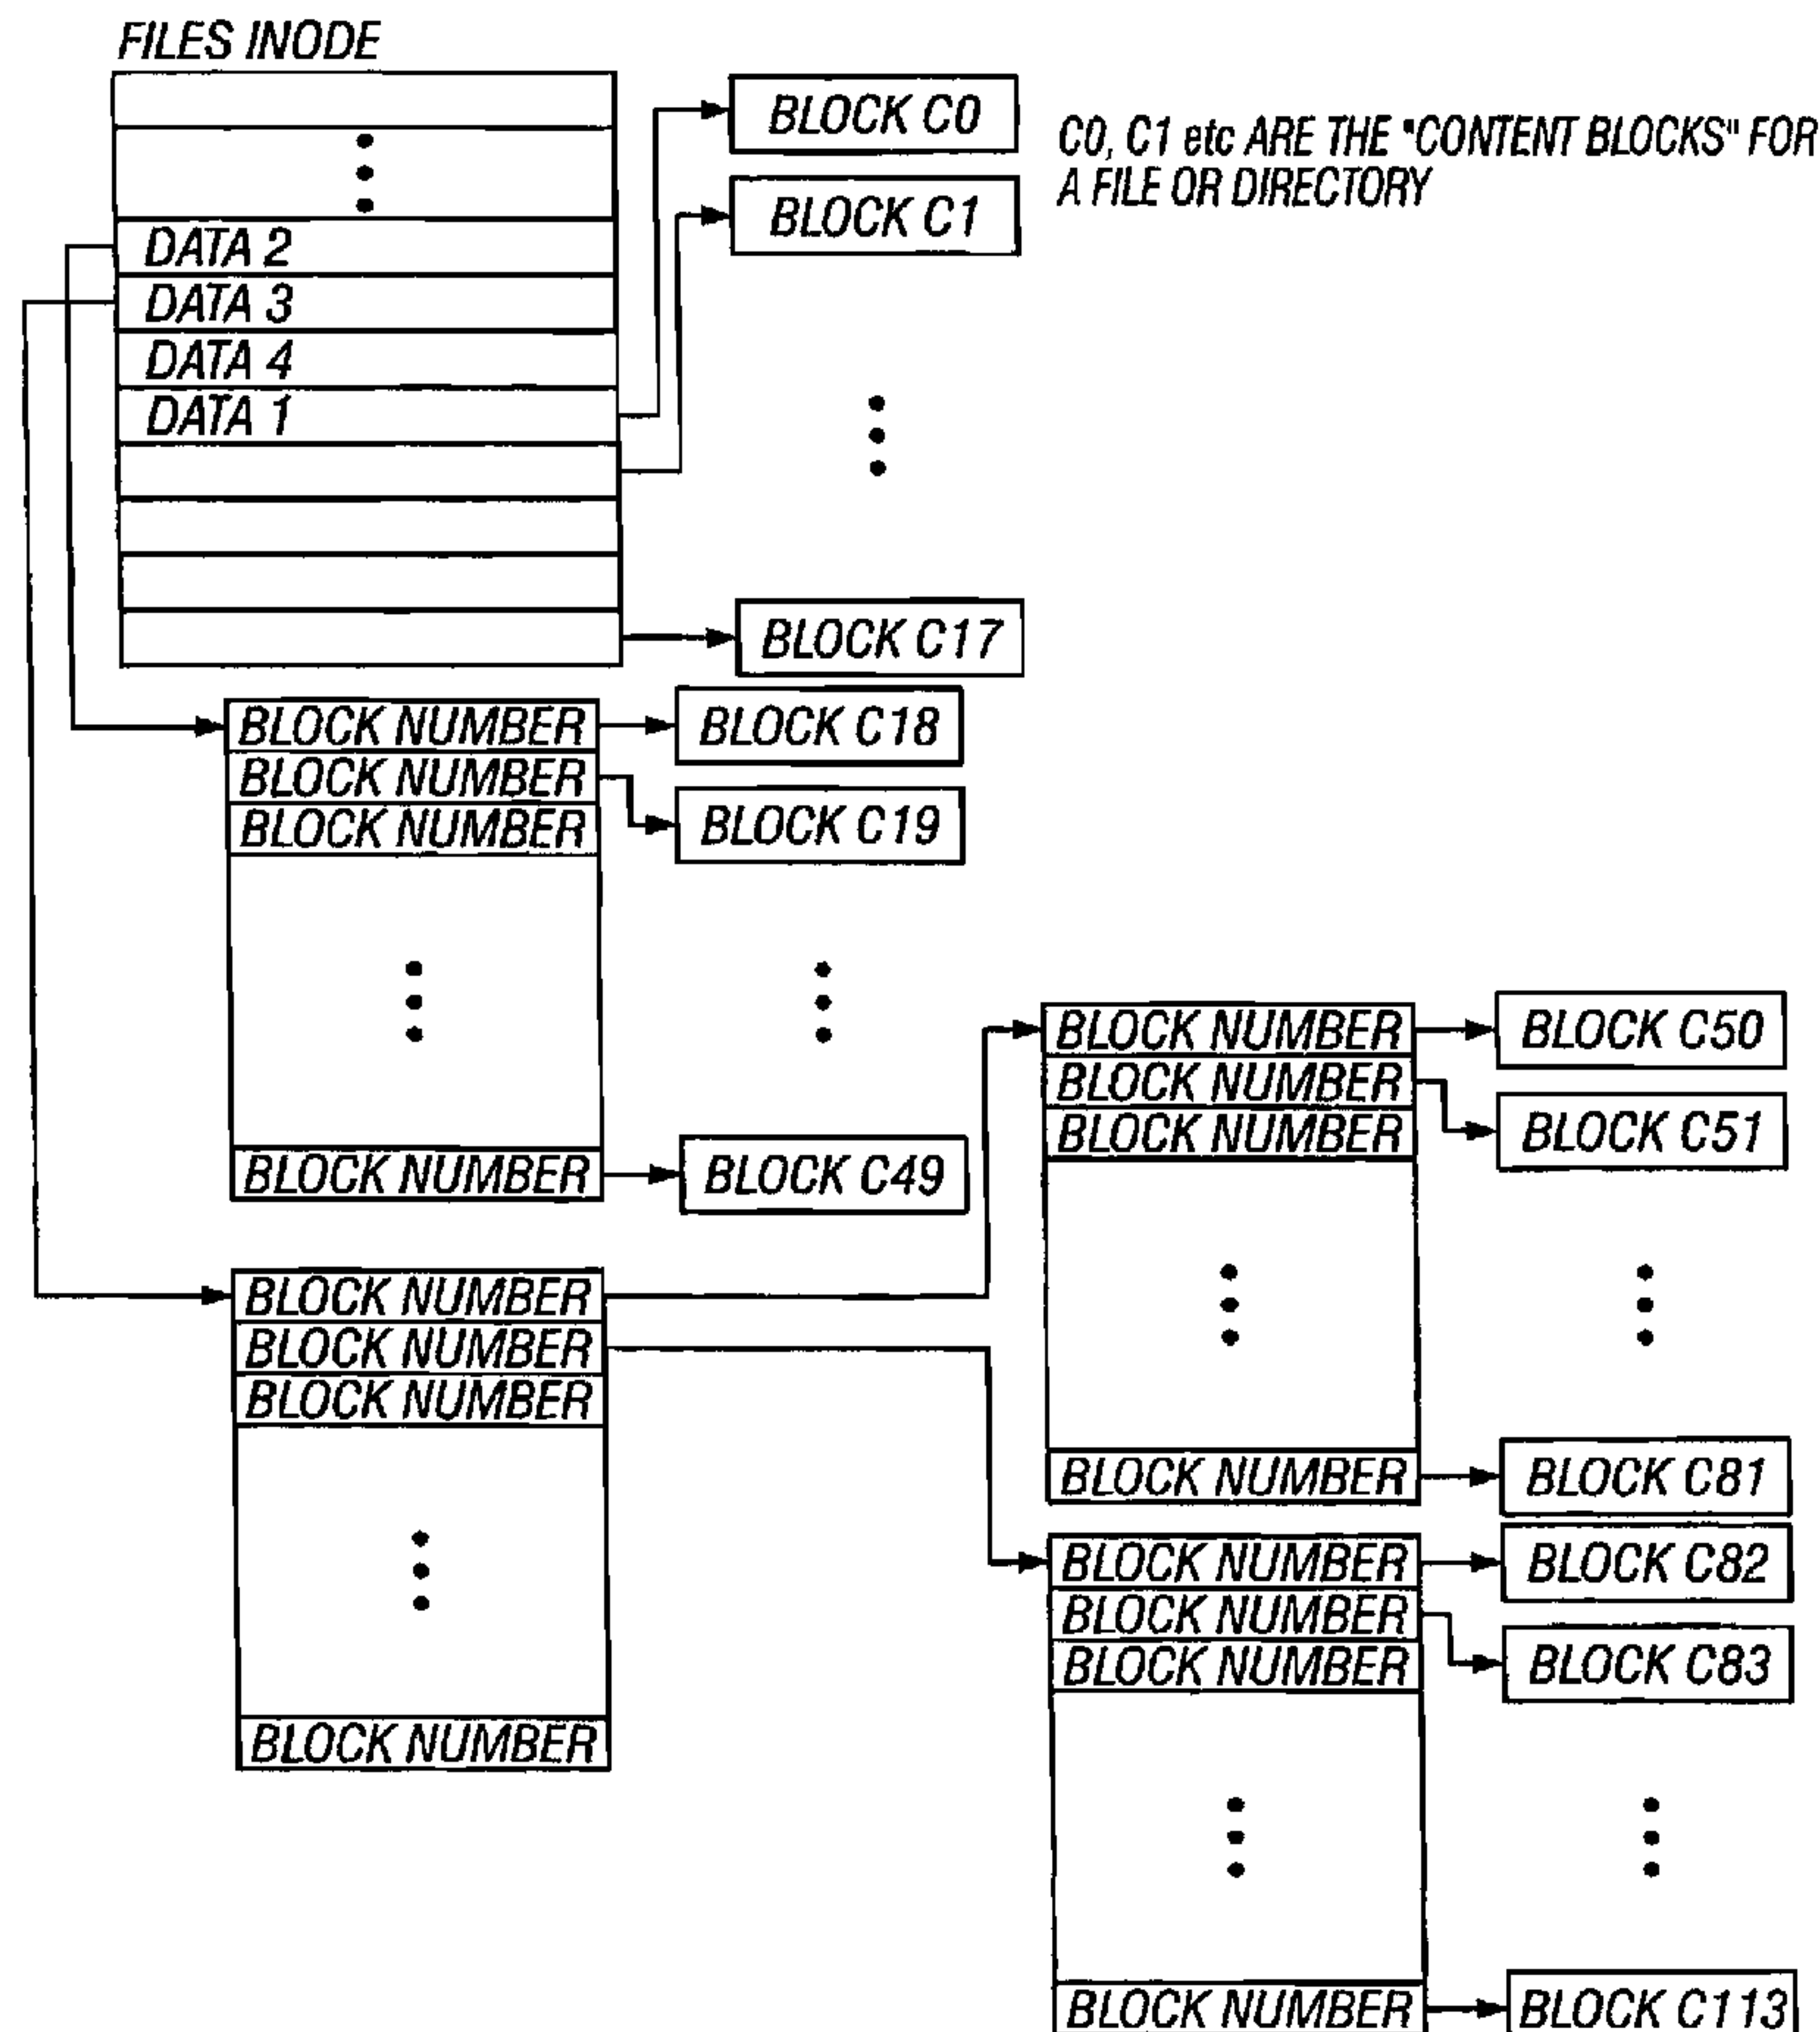 FILES INODE
BLOCK C0
C0, C1 etc ARE THE "CONTENT BLOCKS" FOR
A FILE OR DIRECTORY
BLOCK C1
DATA 2
DATA 3
DATA 4
DATA 1
BLOCK C17
BLOCK NUMBER
BLOCK C18
BLOCK NUMBER
BLOCK C19
BLOCK NUMBER
BLOCK NUMBER
BLOCK C49
BLOCK NUMBER
BLOCK NUMBER
BLOCK NUMBER
BLOCK NUMBER
BLOCK NUMBER
BLOCK C50
BLOCK NUMBER
BLOCK C51
BLOCK NUMBER
BLOCK NUMBER
BLOCK C81
BLOCK NUMBER
BLOCK C82
BLOCK NUMBER
BLOCK C83
BLOCK NUMBER
BLOCK NUMBER
BLOCK C113